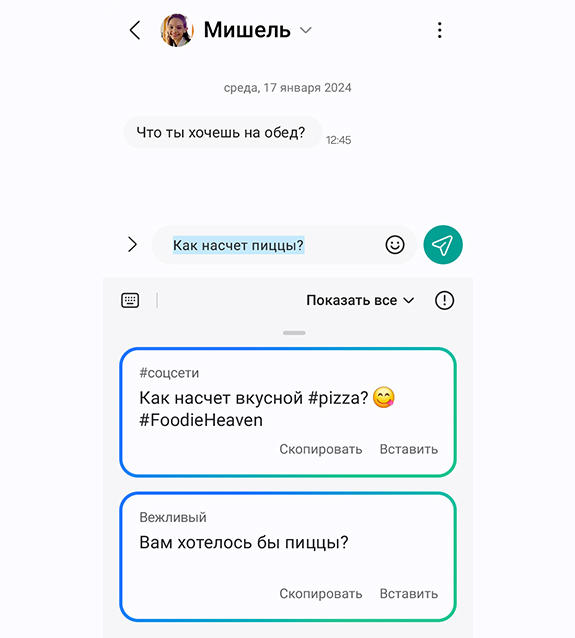 Мишель
среда, 17 января 2024
Что ты хочешь на обед?
12:45
Как насчет пиццы?
Показать все
#соцсети
Как насчет вкусной #pizza? 😋
#FoodieHeaven
Скопировать Вставить
Вежливый
Вам хотелось бы пиццы?
Скопировать Вставить